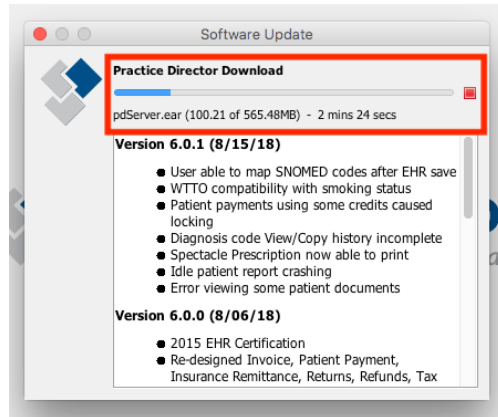 Software Update
Practice Director Download
pdServer.ear (100.21 of 565.48MB) - 2 mins 24 secs
Version 6.0.1 (8/15/18)
● User able to map SNOMED codes after EHR save
● WTTO compatibility with smoking status
● Patient payments using some credits caused
locking
● Diagnosis code View/Copy history incomplete
● Spectacle Prescription now able to print
● Idle patient report crashing
● Error viewing some patient documents
Version 6.0.0 (8/06/18)
● 2015 EHR Certification
● Re-designed Invoice, Patient Payment,
Insurance Remittance, Returns, Refunds, Tax